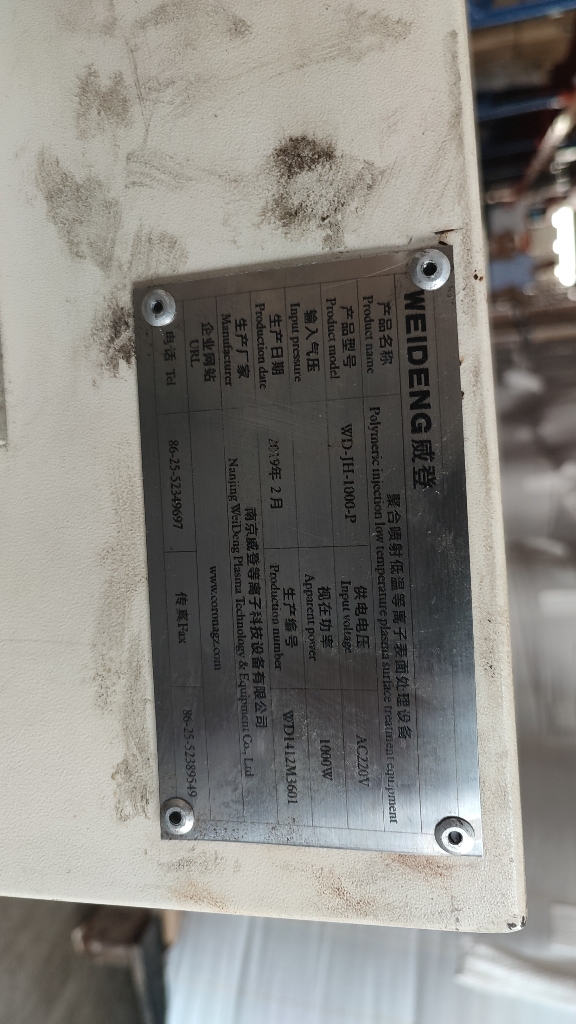 WEIDENG威登
产品名称 聚合喷射低温等离子表面处理设备
Product name Polymeric injection low temperature plasma surface treatment equipment
产品型号 WD-JH-1000-P 供电电压 AC220V
Product model Input voltage
输入气压 视在功率 1000W
Input pressure Apparent power
生产日期 2019年 2月 生产编号 WD1412M3601
Production date Production number
生产厂家 南京威登等离子科技设备有限公司
Manufacturer Nanjing WeiDeng Plasma Technology & Equipment Co., Ltd
企业网站 www.coronagz.com
URL
电话 Tel 86-25-52349697 传真Fax 86-25-52389549